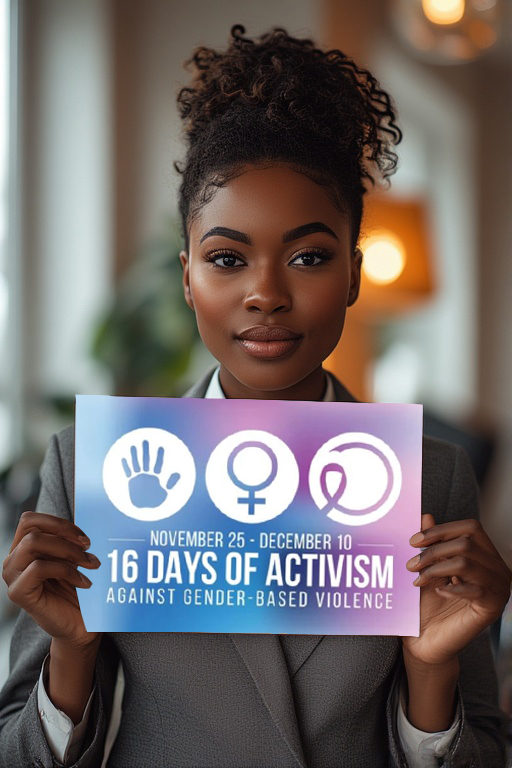 NOVEMBER 25 - DECEMBER 10
16 DAYS OF ACTIVISM
AGAINST GENDER-BASED VIOLENCE